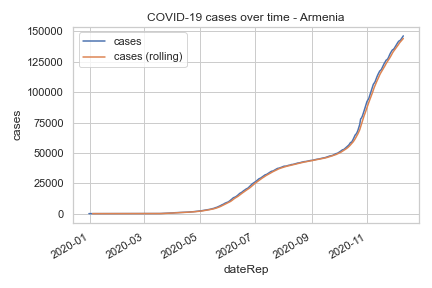 COVID-19 cases over time - Armenia
cases
cases (rolling)
150000
125000
100000
75000
50000
25000
0
cases
2020-01
2020-03
2020-05
2020-07
2020-09
2020-11
dateRep